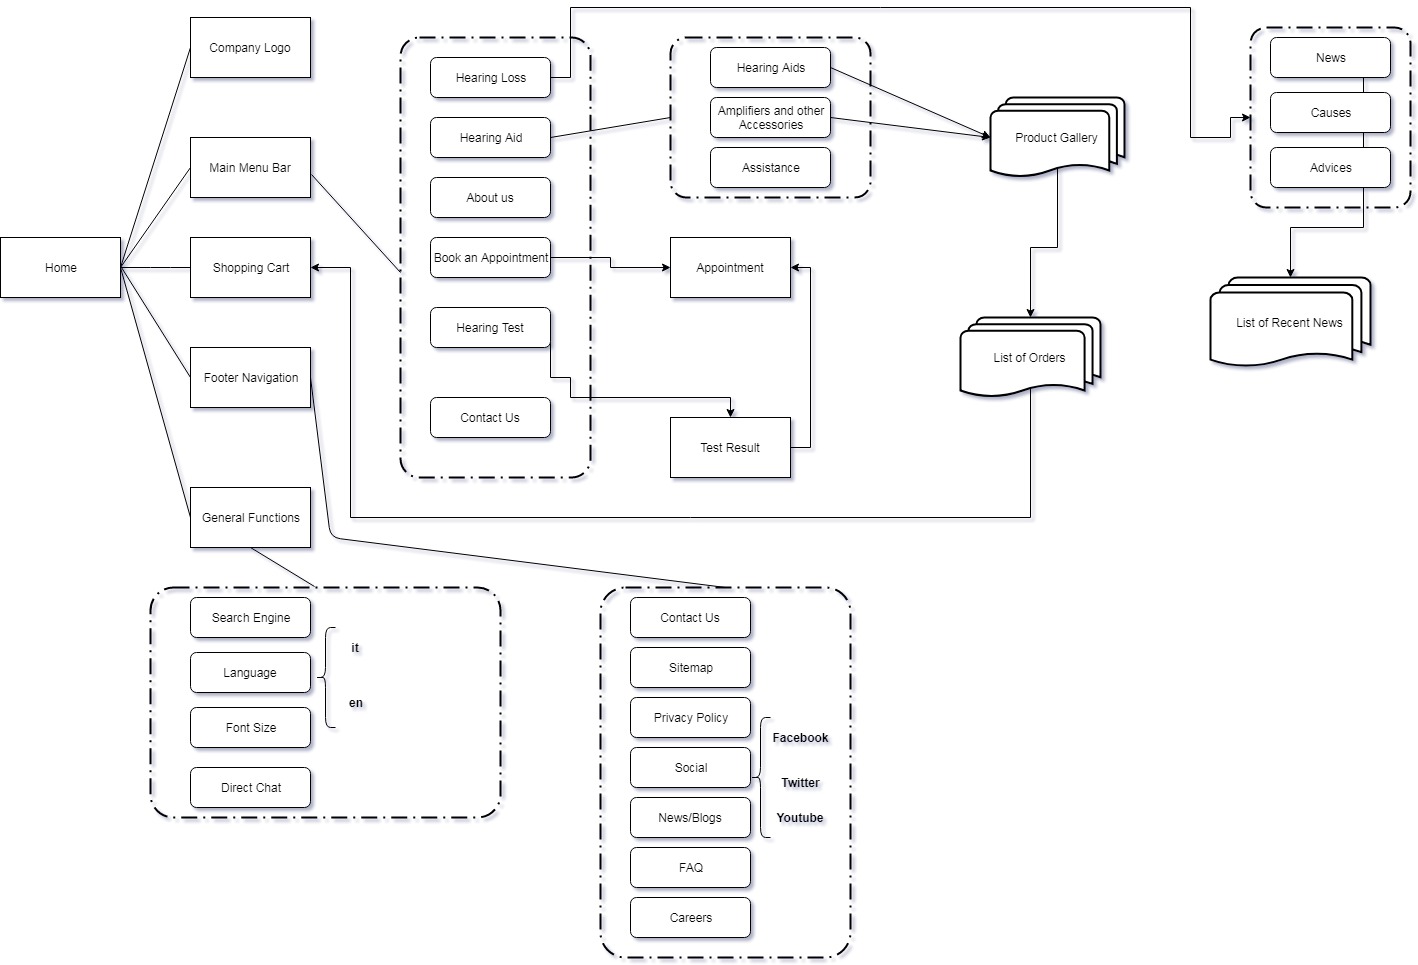 Company Logo
Main Menu Bar
Home
Shopping Cart
Footer Navigation
General Functions
Hearing Loss
Hearing Aid
About us
Book an Appointment
Hearing Test
Contact Us
Hearing Aids
Amplifiers and other
Accessories
Assistance
Appointment
Test Result
Product Gallery
List of Orders
News
Causes
Advices
List of Recent News
Search Engine
Language
Font Size
Direct Chat
it
en
Contact Us
Sitemap
Privacy Policy
Social
News/Blogs
FAQ
Careers
Facebook
Twitter
Youtube